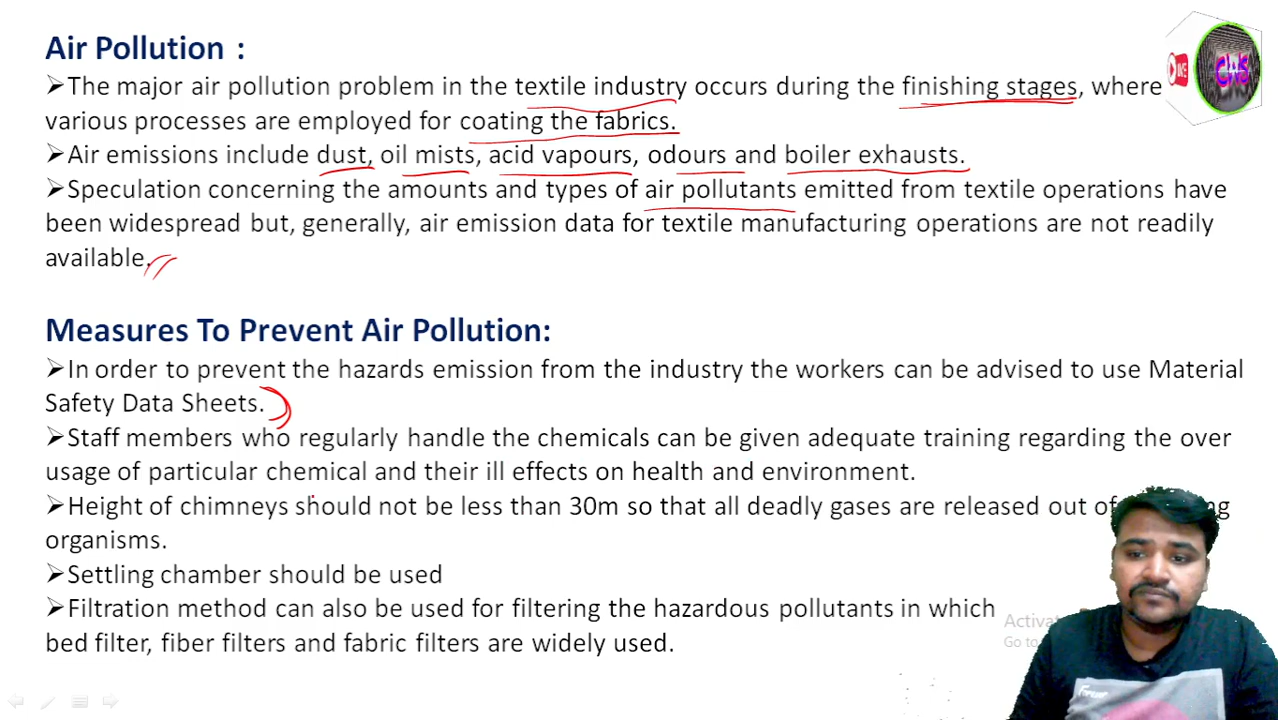 Air Pollution :
➢The major air pollution problem in the textile industry occurs during the finishing stages, where
various processes are employed for coating the fabrics.
➢Air emissions include dust, oil mists, acid vapours, odours and boiler exhausts.
➢Speculation concerning the amounts and types of air pollutants emitted from textile operations have
been widespread but, generally, air emission data for textile manufacturing operations are not readily
available.
Measures To Prevent Air Pollution:
➢In order to prevent the hazards emission from the industry the workers can be advised to use Material
Safety Data Sheets.
➢Staff members who regularly handle the chemicals can be given adequate training regarding the over
usage of particular chemical and their ill effects on health and environment.
➢Height of chimneys should not be less than 30m so that all deadly gases are released out of
organisms.
➢Settling chamber should be used
➢Filtration method can also be used for filtering the hazardous pollutants in which
bed filter, fiber filters and fabric filters are widely used.
Go to